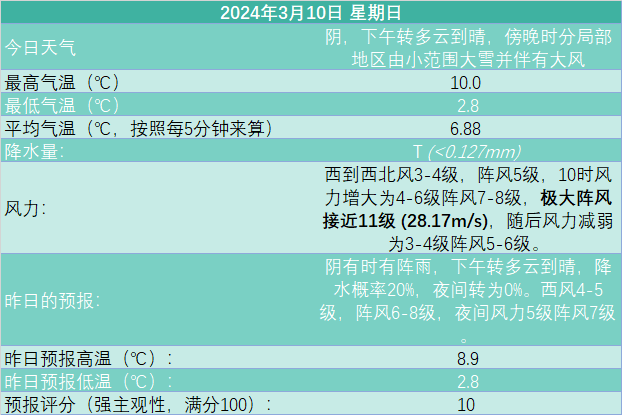 2024年3月10日 星期日
今日天气
阴，下午转多云到晴，傍晚时分局部
地区由小范围大雪并伴有大风
最高气温（℃）
10.0
最低气温（℃）
2.8
平均气温（℃，按照每5分钟来算）
6.88
降水量：
T (<0.127mm)
风力：
西到西北风3-4级，阵风5级，10时风
力增大为4-6级阵风7-8级，极大阵风
接近11级 (28.17m/s)，随后风力减弱
为3-4级阵风5-6级。
昨日的预报：
阴有时有阵雨，下午转多云到晴，降
水概率20%，夜间转为0%。西风4-5
级，阵风6-8级，夜间风力5级阵风7级
。
昨日预报高温（℃）：
8.9
昨日预报低温（℃）
2.8
预报评分（强主观性，满分100）：
10